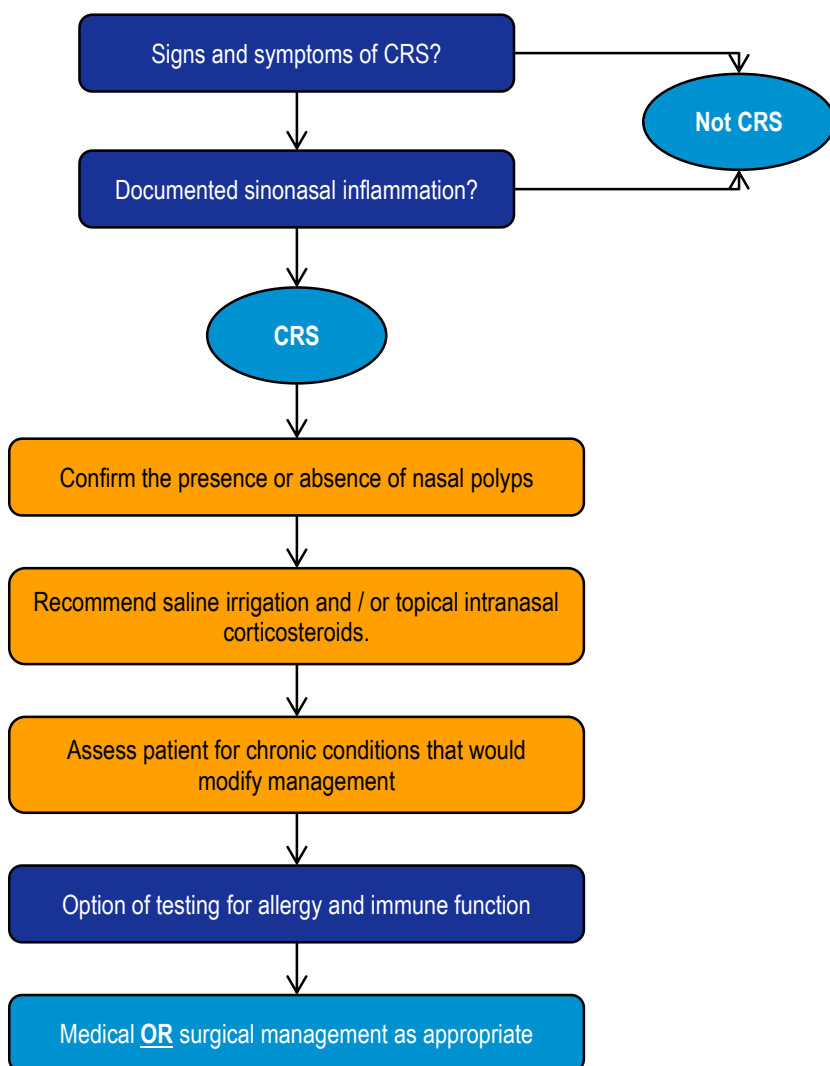 Signs and symptoms of CRS?
Not CRS
Documented sinonasal inflammation?
CRS
Confirm the presence or absence of nasal polyps
Recommend saline irrigation and / or topical intranasal
corticosteroids.
Assess patient for chronic conditions that would
modify management
Option of testing for allergy and immune function
Medical OR surgical management as appropriate